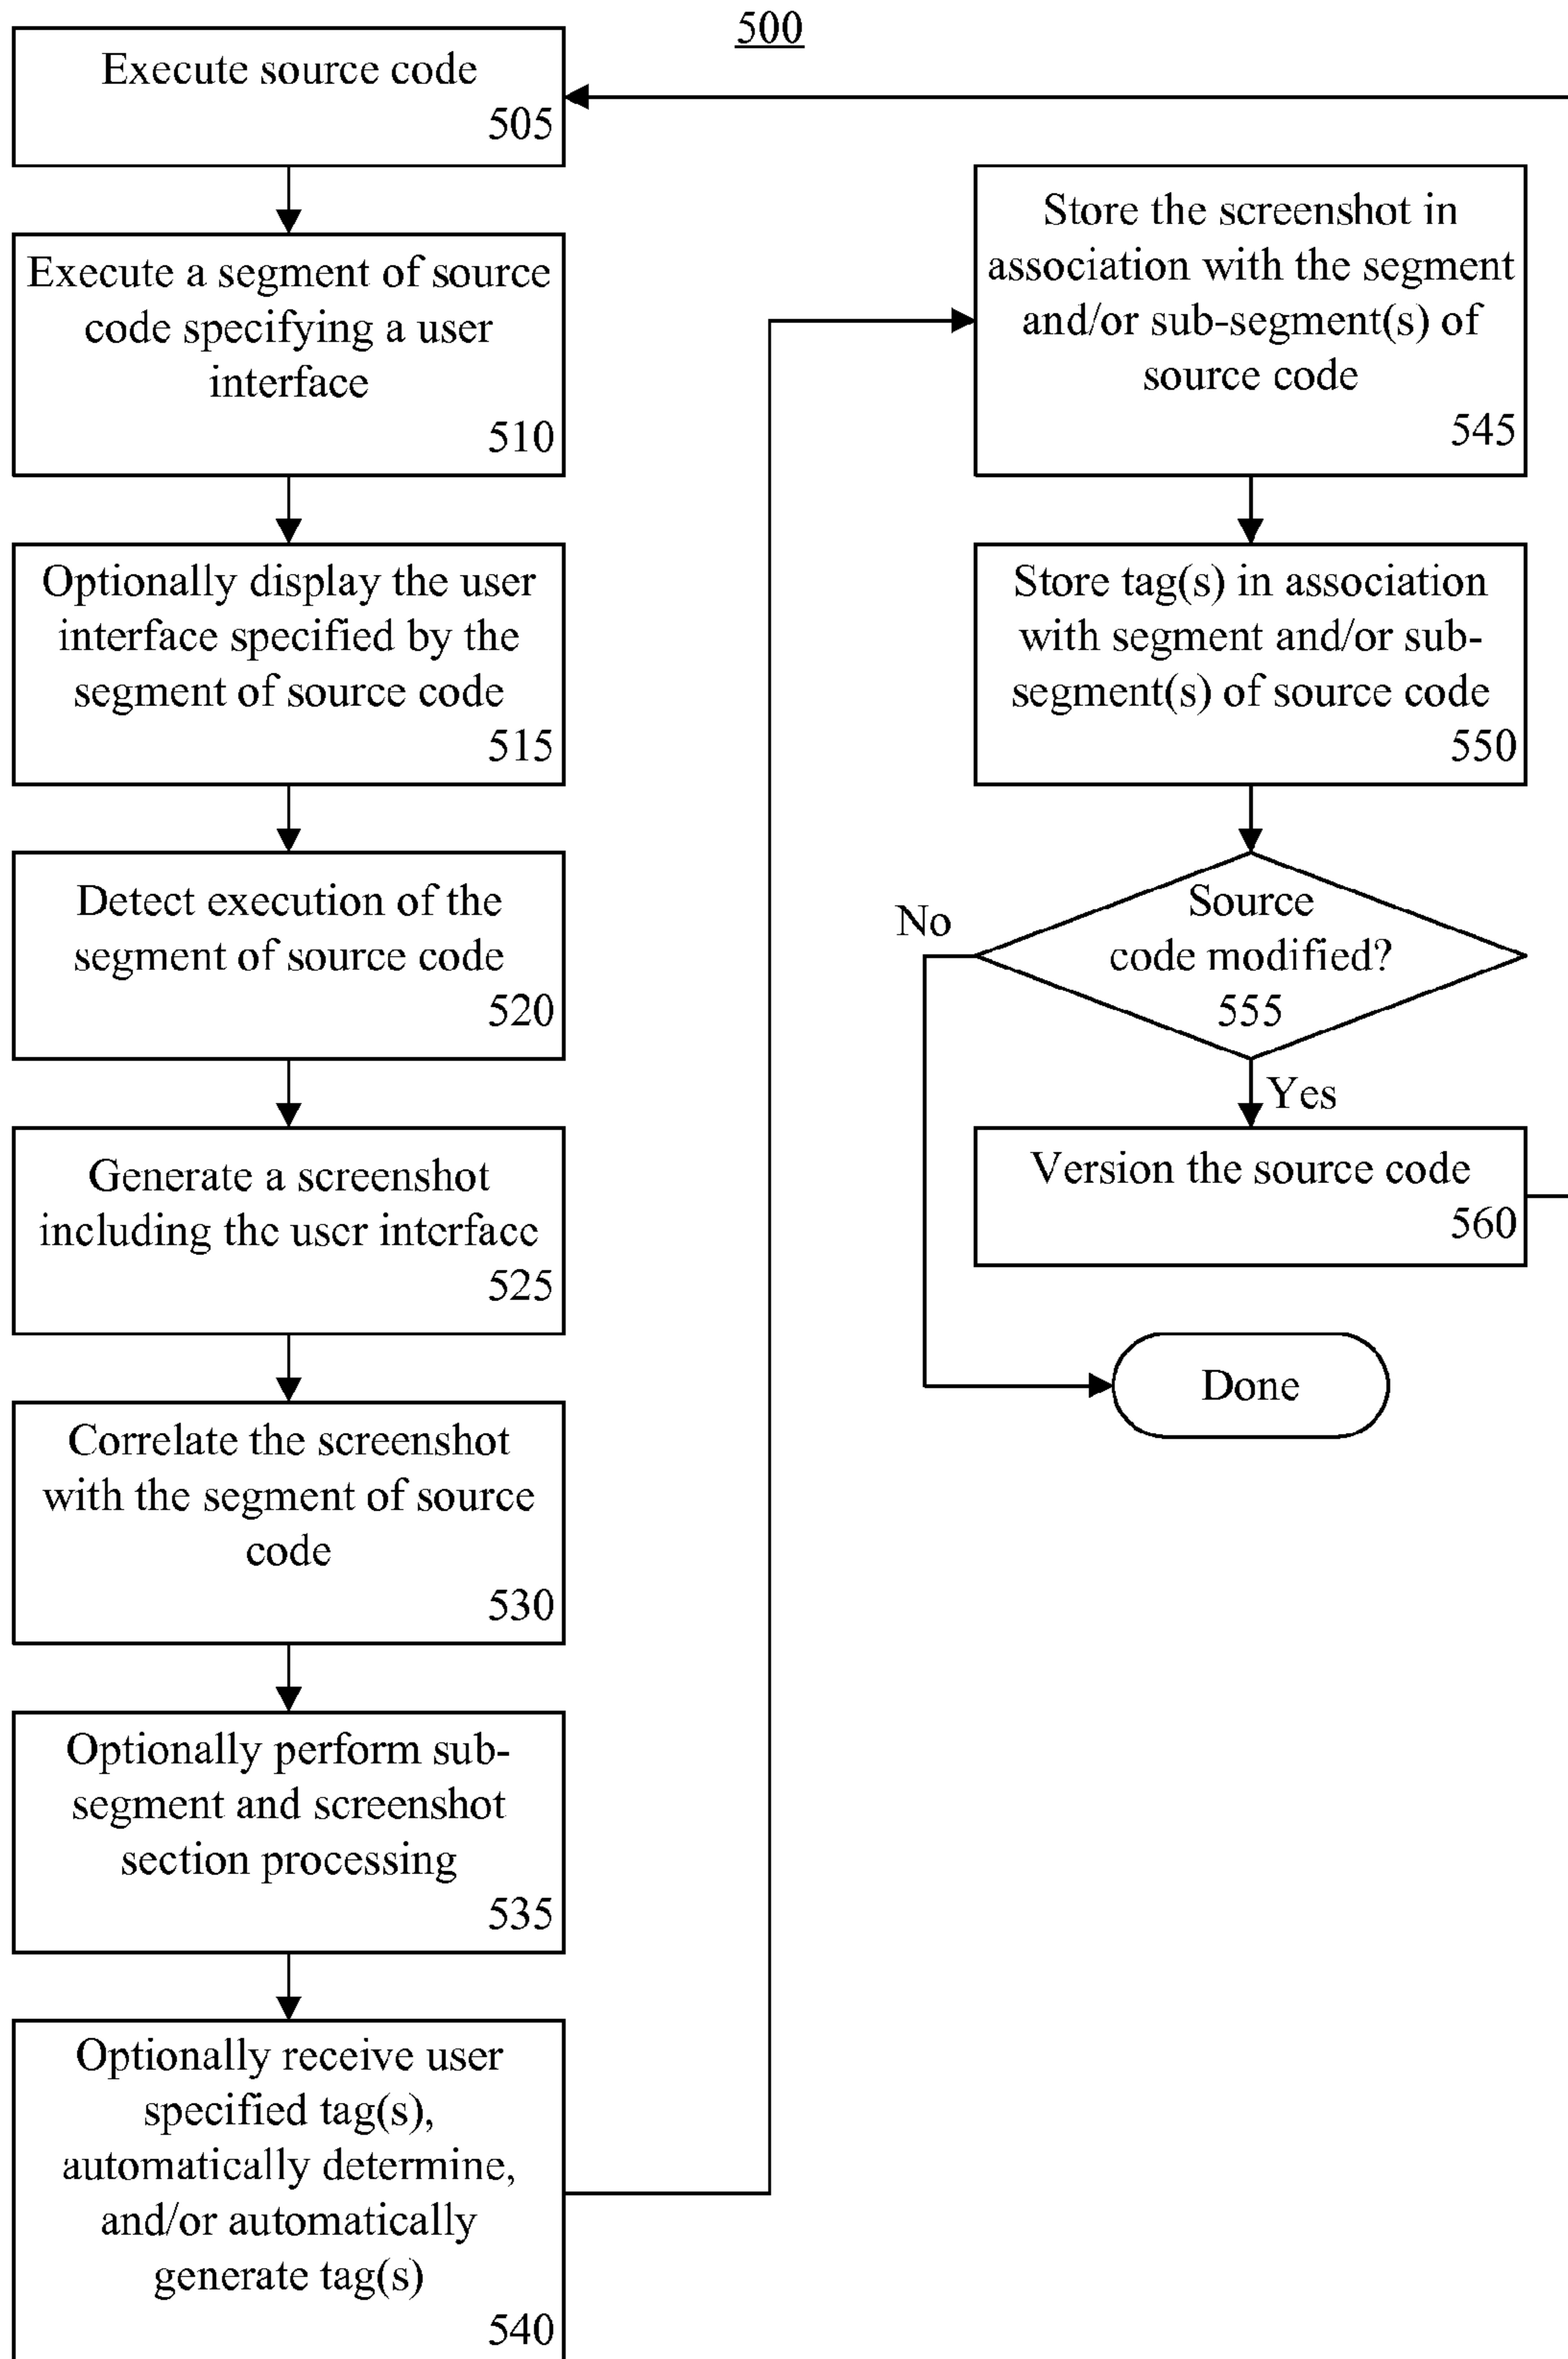 500
Execute source code
505
Execute a segment of source
code specifying a user
interface
510
Optionally display the user
interface specified by the
segment of source code
515
Detect execution of the
segment of source code
520
Generate a screenshot
including the user interface
525
Correlate the screenshot
with the segment of source
code
530
Optionally perform sub-
segment and screenshot
section processing
535
Optionally receive user
specified tag(s),
automatically determine,
and/or automatically
generate tag(s)
540
Store the screenshot in
association with the segment
and/or sub-segment(s) of
source code
545
Store tag(s) in association
with segment and/or sub-
segment(s) of source code
550
Source
code modified?
555
No
Yes
Version the source code
560
Done